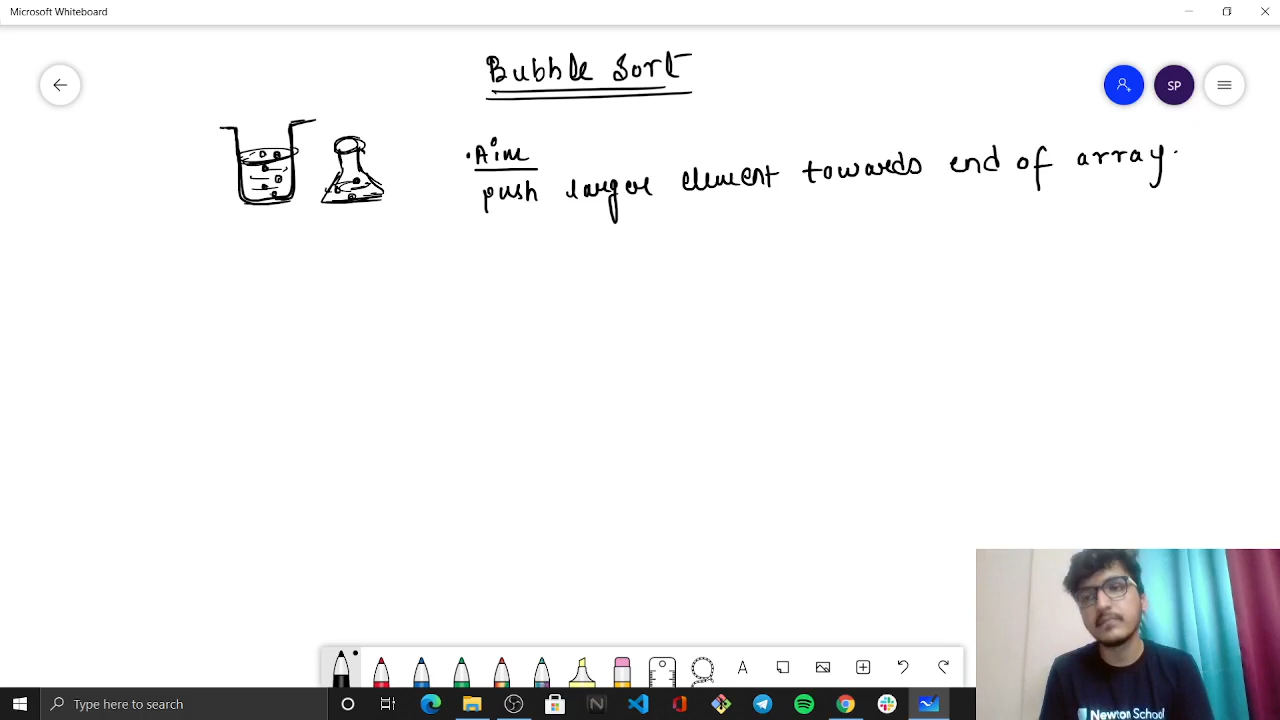 Microsoft Whiteboard
Bubble Sort
SP
• Aim
push larger element towards end of array.
Newton School
Type here to search